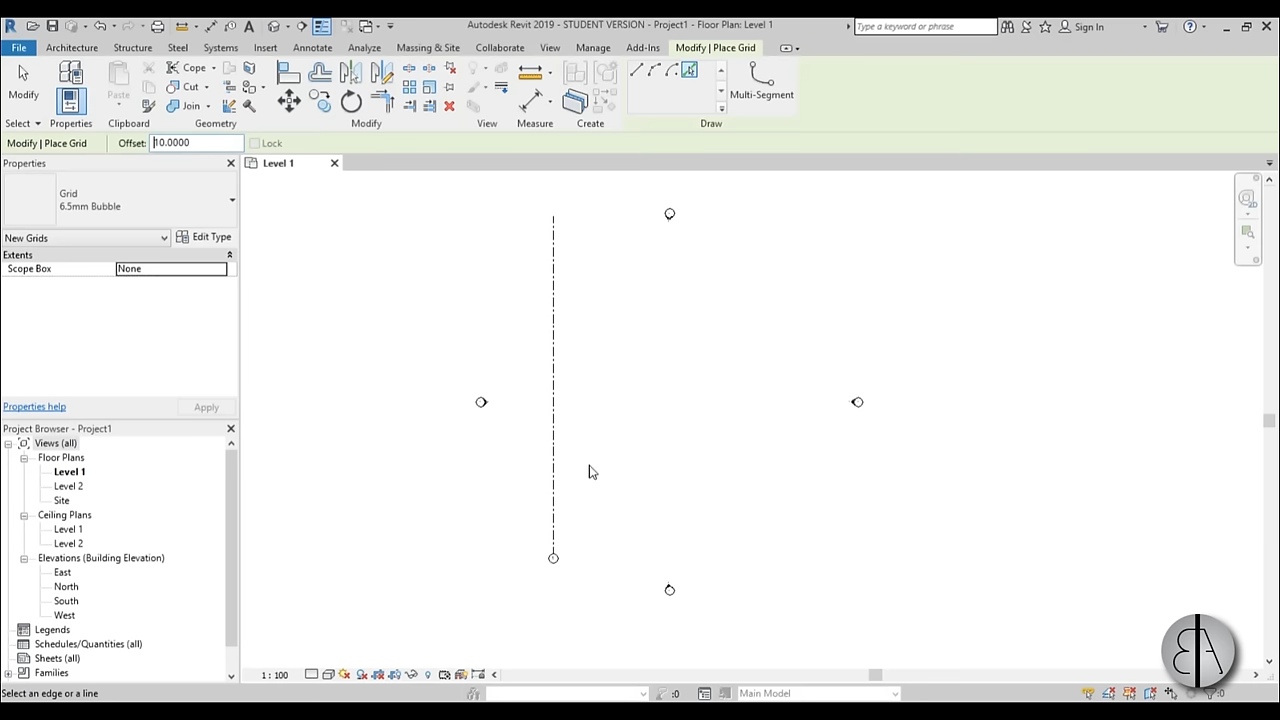 Autodesk Revit 2019 - STUDENT VERSION - Project1 - Floor Plan: Level 1
Type a keyword or phrase
Sign In
File Architecture Structure Steel Systems Insert Annotate Analyze Massing & Site Collaborate View Manage Add-Ins Modify | Place Grid
Modify
Properties
Paste
Cope
Cut
Join
Multi-Segment
Select Properties Clipboard Geometry Modify View Measure Create Draw
Modify | Place Grid Offset: 10.0000 Lock
Properties
Level 1
Grid
6.5mm Bubble
New Grids
Edit Type
Extents
Scope Box None
Properties help Apply
Project Browser - Project1
Views (all)
Floor Plans
Level 1
Level 2
Site
Ceiling Plans
Level 1
Level 2
Elevations (Building Elevation)
East
North
South
West
Legends
Schedules/Quantities (all)
Sheets (all)
Families
1 : 100
Select an edge or a line
:0
Main Model
:0
BA